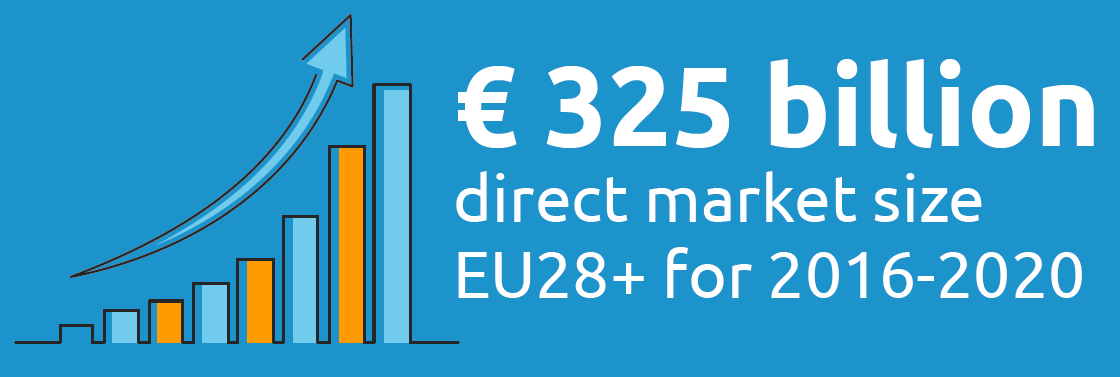 € 325 billion
direct market size
EU28+ for 2016-2020